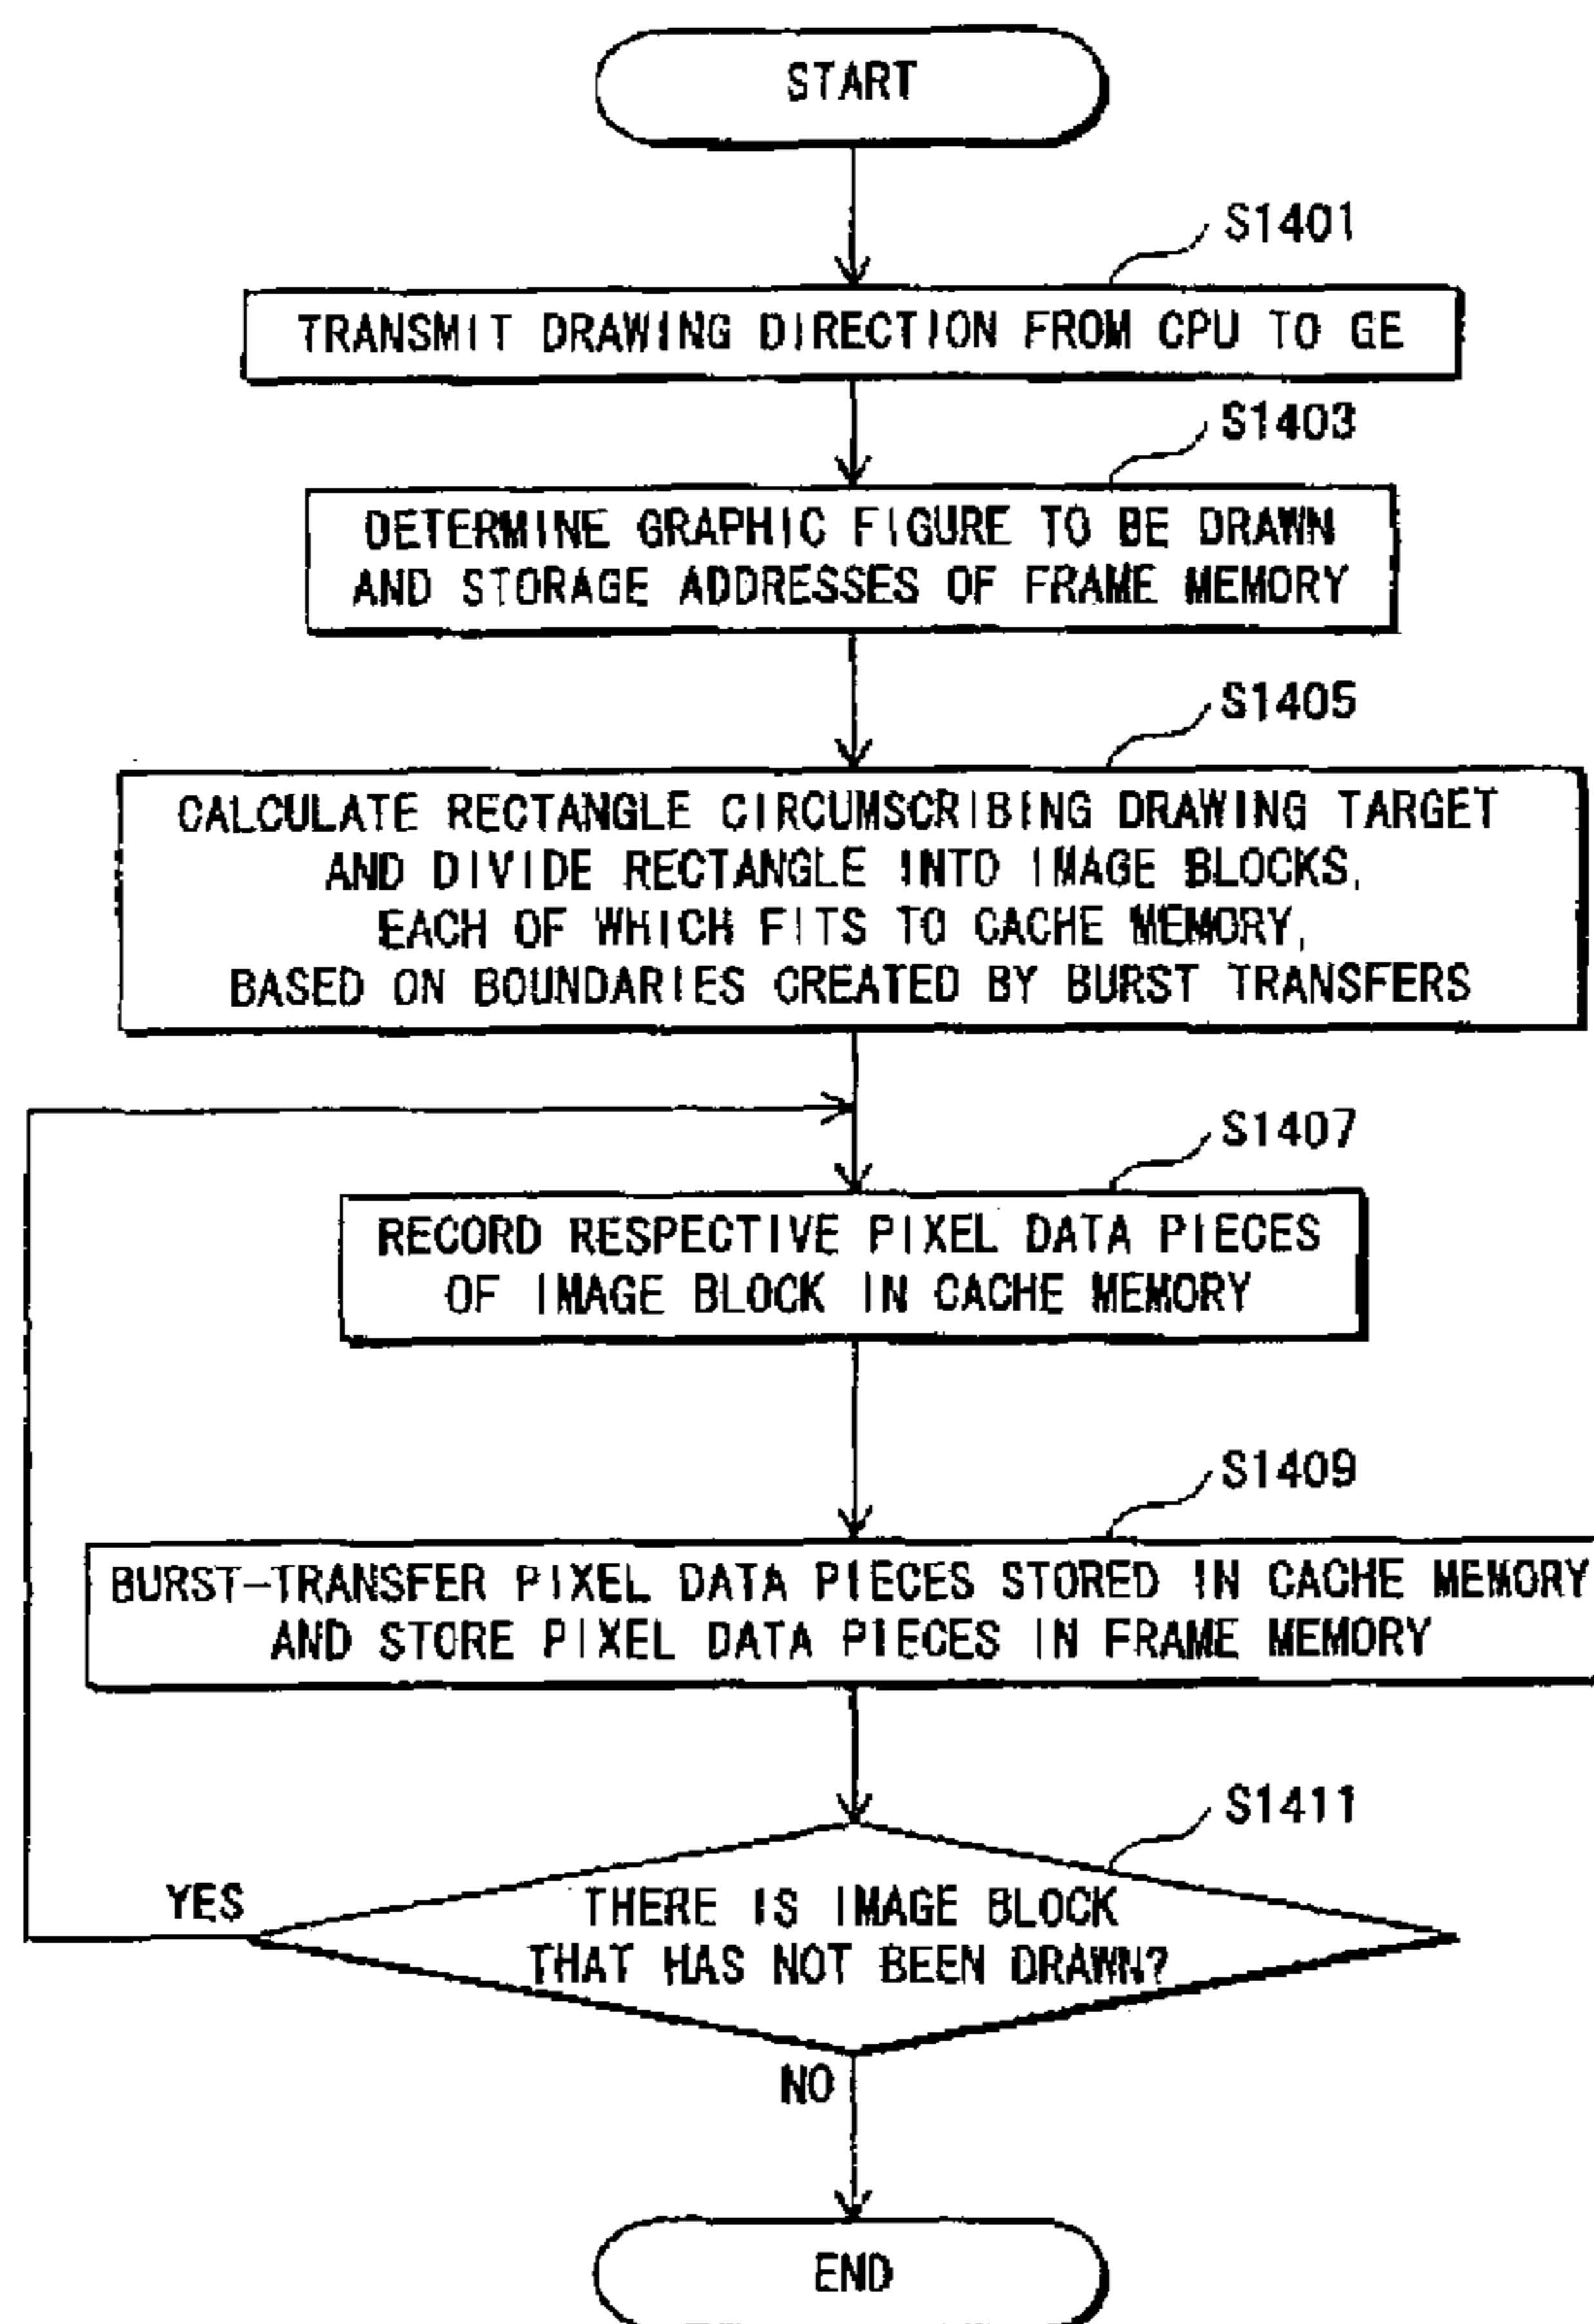 START
S1401
TRANSMIT DRAWING DIRECTION FROM CPU TO GE
S1403
DETERMINE GRAPHIC FIGURE TO BE DRAWN
AND STORAGE ADDRESSES OF FRAME MEMORY
S1405
CALCULATE RECTANGLE CIRCUMSCRIBING DRAWING TARGET
AND DIVIDE RECTANGLE INTO IMAGE BLOCKS,
EACH OF WHICH FITS TO CACHE MEMORY,
BASED ON BOUNDARIES CREATED BY BURST TRANSFERS
S1407
RECORD RESPECTIVE PIXEL DATA PIECES
OF IMAGE BLOCK IN CACHE MEMORY
S1409
BURST-TRANSFER PIXEL DATA PIECES STORED IN CACHE MEMORY
AND STORE PIXEL DATA PIECES IN FRAME MEMORY
S1411
YES
THERE IS IMAGE BLOCK
THAT HAS NOT BEEN DRAWN?
NO
END